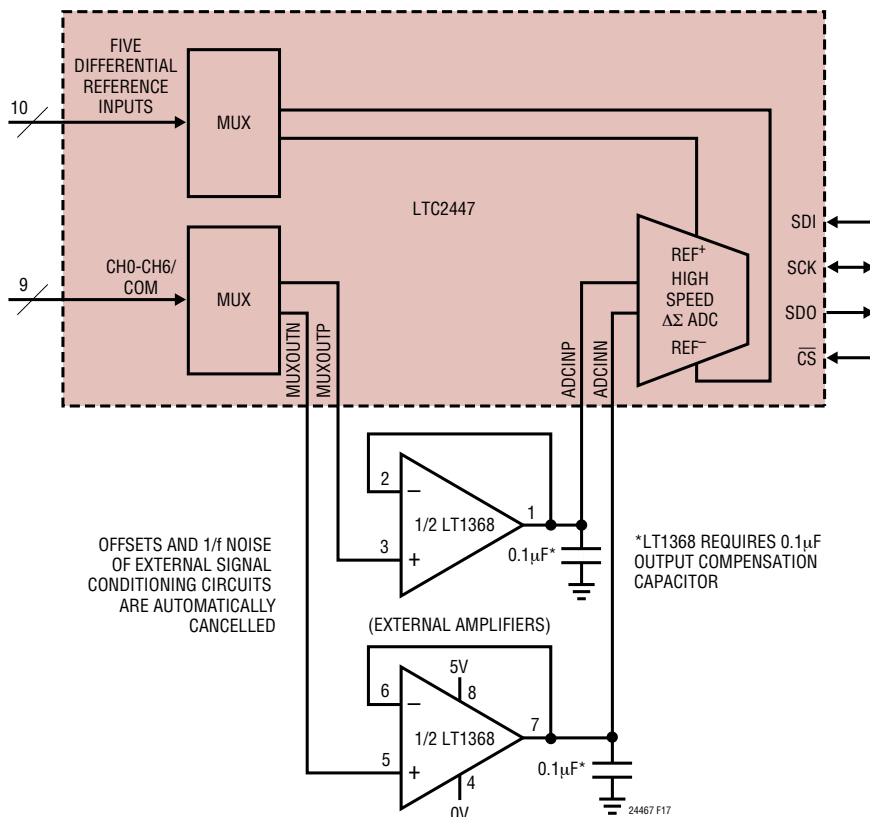 FIVE
DIFFERENTIAL
REFERENCE
INPUTS
10
MUX
LTC2447
CH0-CH6/
COM
9
MUX
REF+
HIGH
SPEED
ΔΣ ADC
REF−
SDI
SCK
SDO
CS
MUXOUTN
MUXOUTP
ADCINP
ADCINN
2
−
1/2 LT1368
1
3
+
0.1µF*
*LT1368 REQUIRES 0.1µF
OUTPUT COMPENSATION
CAPACITOR
OFFSETS AND 1/f NOISE
OF EXTERNAL SIGNAL
CONDITIONING CIRCUITS
ARE AUTOMATICALLY
CANCELLED
(EXTERNAL AMPLIFIERS)
5V
8
6
−
1/2 LT1368
7
5
+
4
0V
0.1µF*
24467 F17